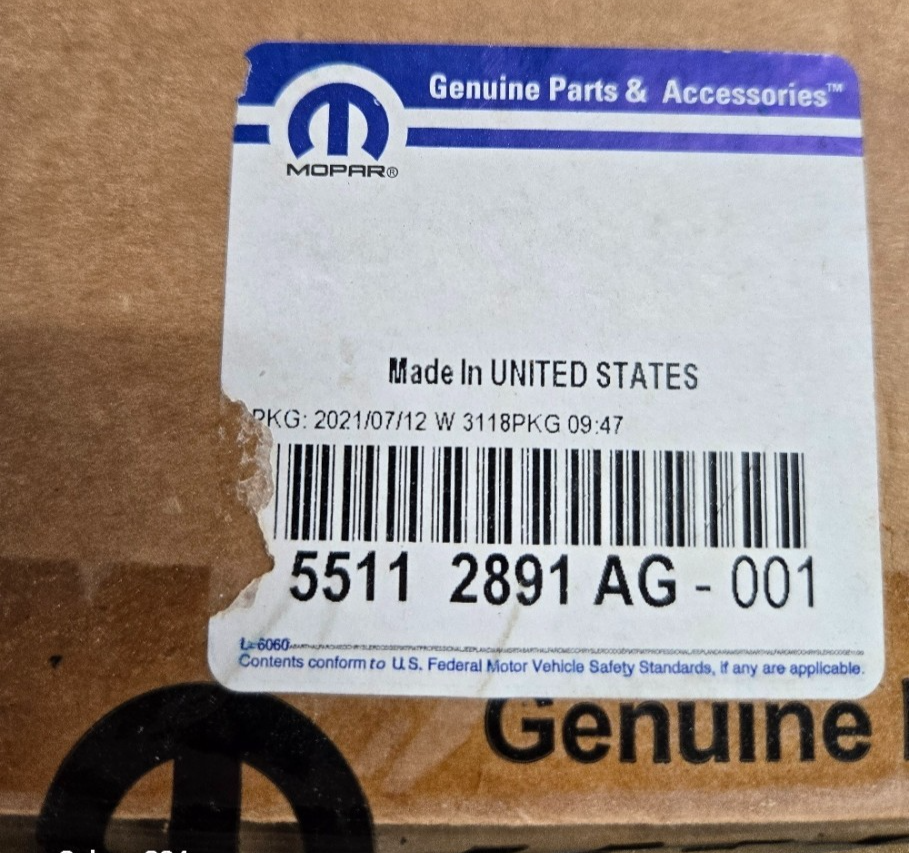 Genuine Parts & Accessories™
MOPAR®
Made In UNITED STATES
PKG: 2021/07/12 W 3118PKG 09:47
5511 2891 AG - 001
L-6060
Contents conform to U.S. Federal Motor Vehicle Safety Standards, if any are applicable.
Genuine